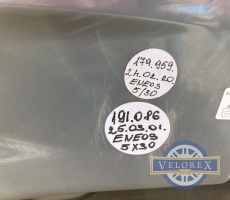 179.959.
24.02.20.
ENEOS
5/30
191.086
25.03.01.
ENEOS
5X30
VELOREX